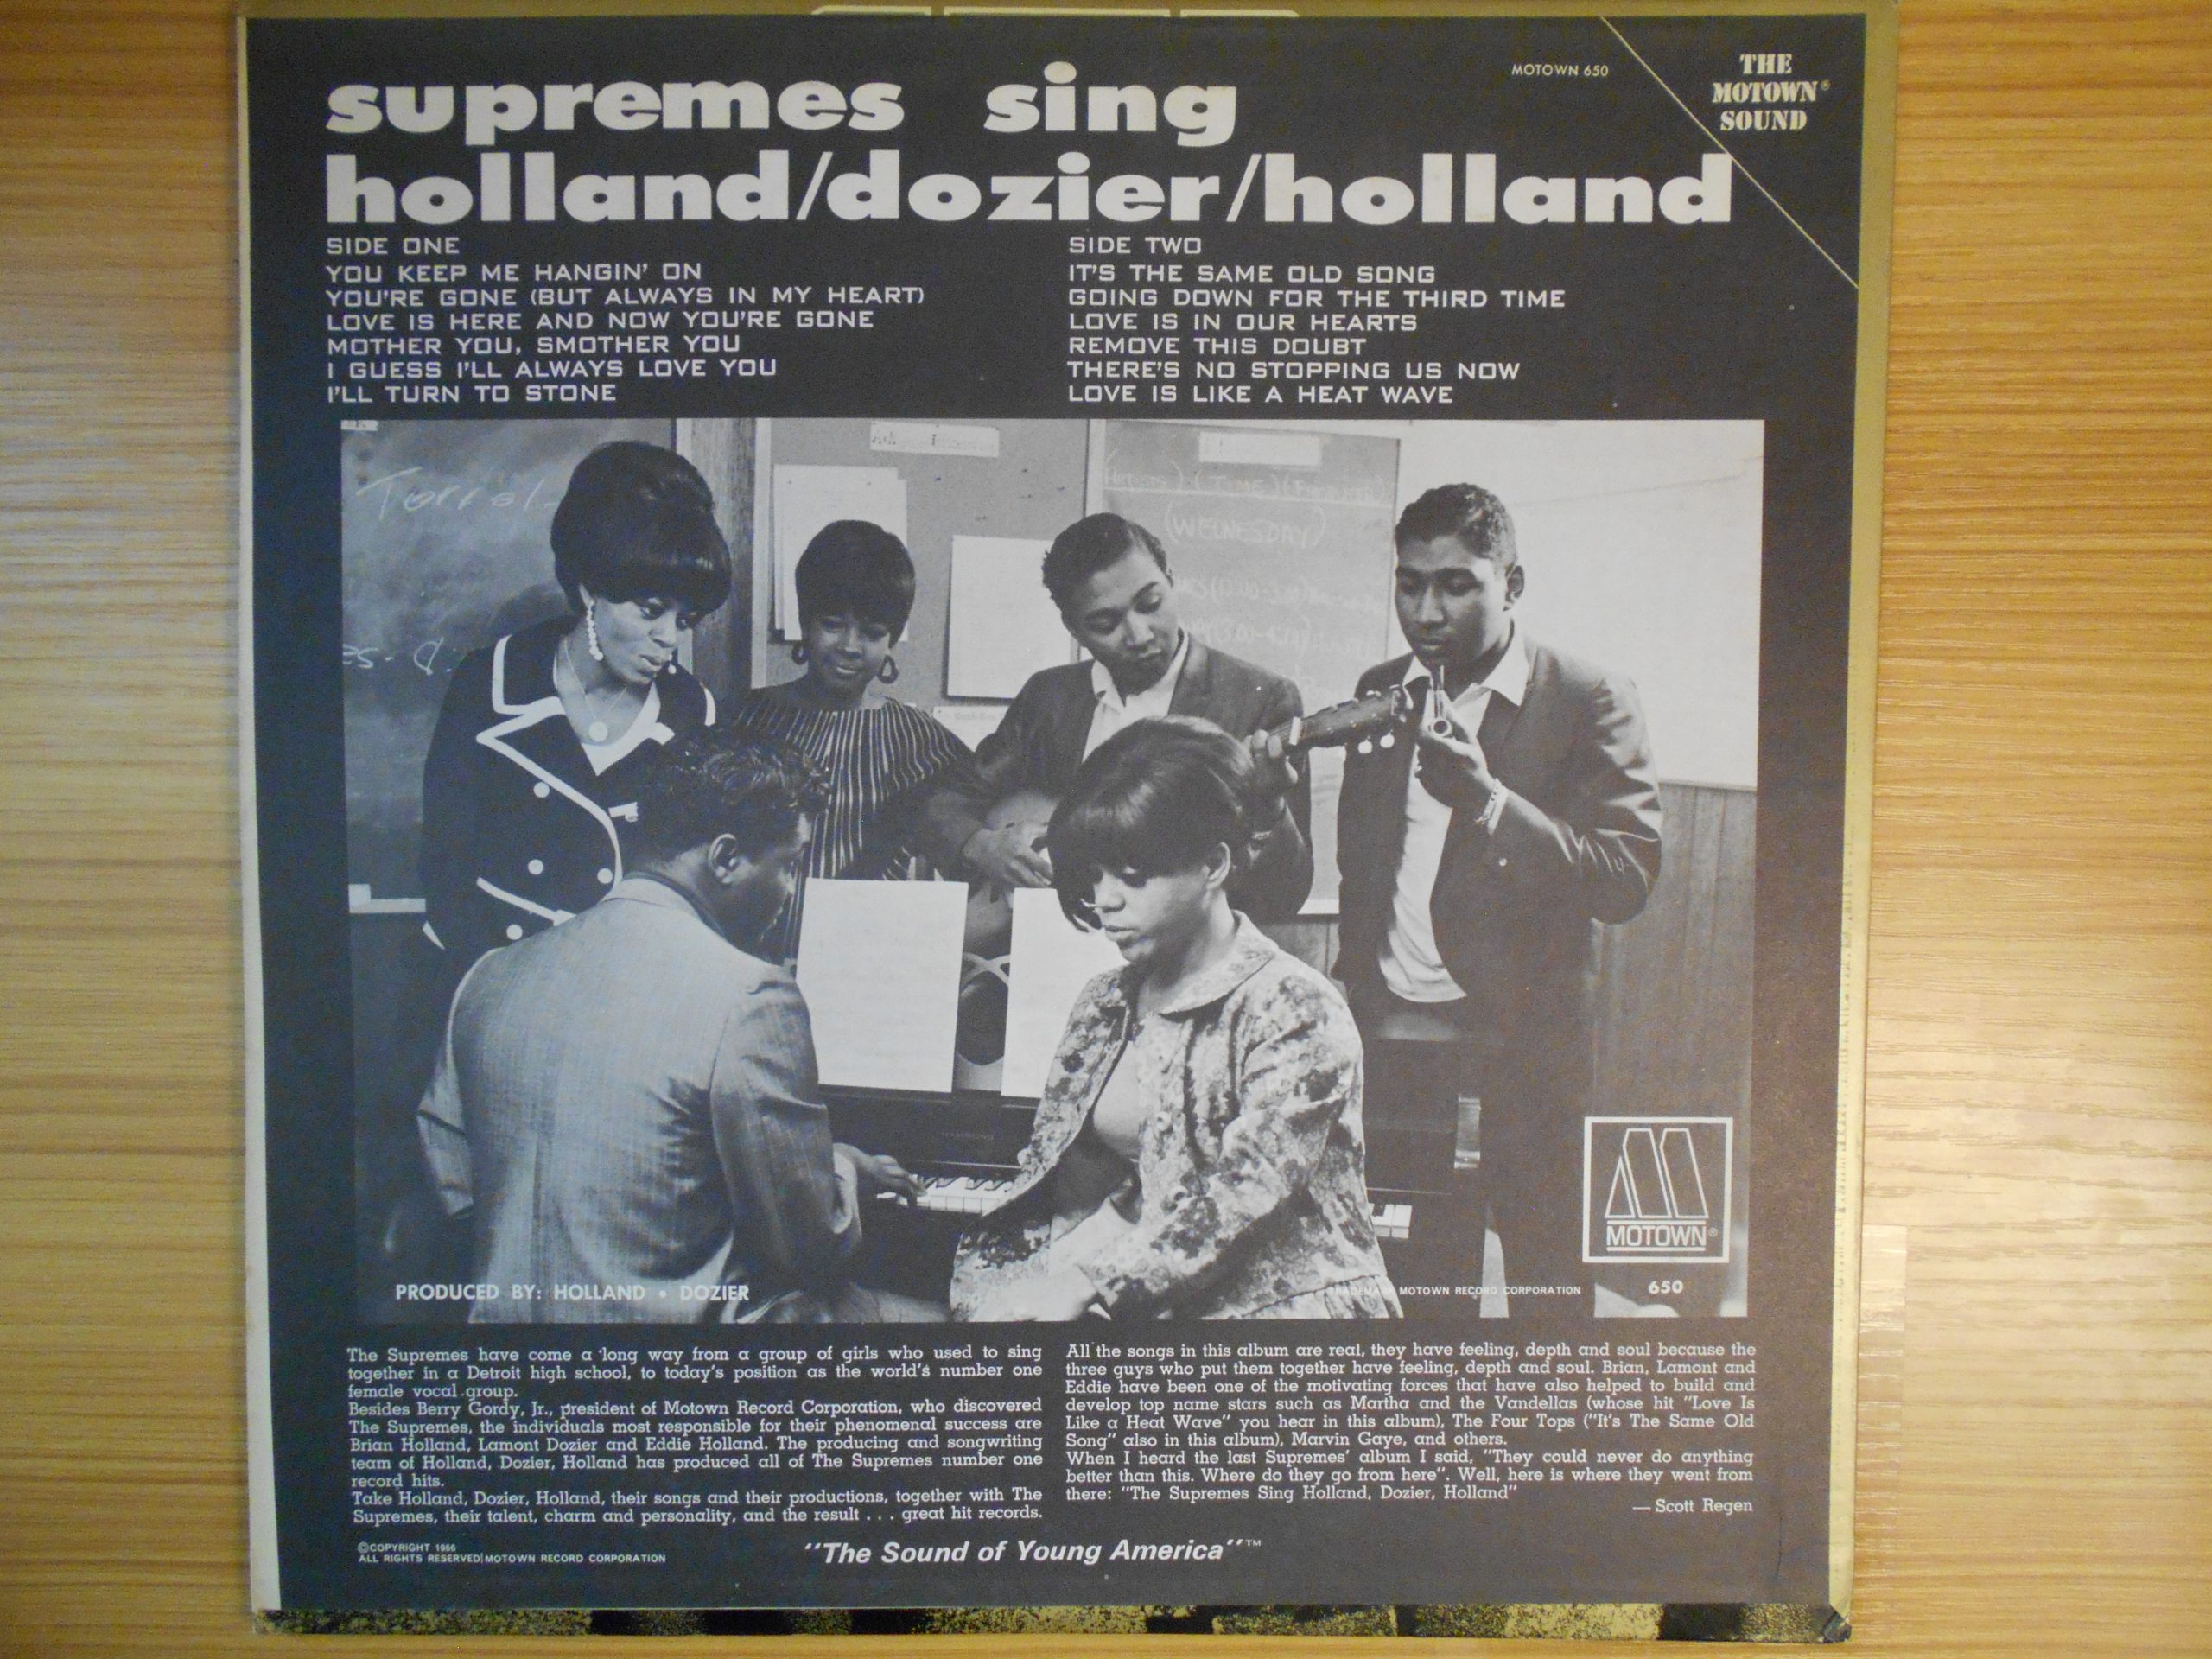 supremes sing
holland/dozier/holland
MOTOWN 650
THE
MOTOWN®
SOUND
SIDE ONE
YOU KEEP ME HANGIN' ON
YOU'RE GONE (BUT ALWAYS IN MY HEART)
LOVE IS HERE AND NOW YOU'RE GONE
MOTHER YOU, SMOTHER YOU
I GUESS I'LL ALWAYS LOVE YOU
I'LL TURN TO STONE
SIDE TWO
IT'S THE SAME OLD SONG
GOING DOWN FOR THE THIRD TIME
LOVE IS IN OUR HEARTS
REMOVE THIS DOUBT
THERE'S NO STOPPING US NOW
LOVE IS LIKE A HEAT WAVE
(TIME)
(WEDNESDAY)
MOTOWN®
650
PRODUCED BY: HOLLAND • DOZIER
TRADEMARK MOTOWN RECORD CORPORATION
The Supremes have come a long way from a group of girls who used to sing
together in a Detroit high school, to today's position as the world's number one
female vocal group.
Besides Berry Gordy, Jr., president of Motown Record Corporation, who discovered
The Supremes, the individuals most responsible for their phenomenal success are
Brian Holland, Lamont Dozier and Eddie Holland. The producing and songwriting
team of Holland, Dozier, Holland has produced all of The Supremes number one
record hits.
Take Holland, Dozier, Holland, their songs and their productions, together with The
Supremes, their talent, charm and personality, and the result . . . great hit records.
All the songs in this album are real, they have feeling, depth and soul because the
three guys who put them together have feeling, depth and soul. Brian, Lamont and
Eddie have been one of the motivating forces that have also helped to build and
develop top name stars such as Martha and the Vandellas (whose hit "Love Is
Like a Heat Wave" you hear in this album), The Four Tops ("It's The Same Old
Song" also in this album), Marvin Gaye, and others.
When I heard the last Supremes' album I said, "They could never do anything
better than this. Where do they go from here". Well, here is where they went from
there: "The Supremes Sing Holland, Dozier, Holland"
— Scott Regen
©COPYRIGHT 1966
ALL RIGHTS RESERVED|MOTOWN RECORD CORPORATION
"The Sound of Young America"™